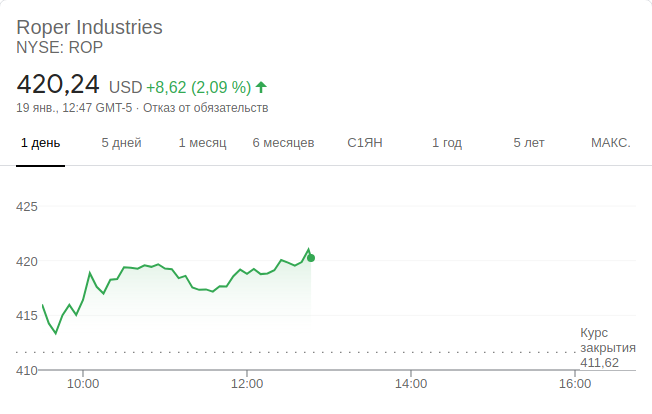 Roper Industries
NYSE: ROP
420,24 USD +8,62 (2,09 %)
19 янв., 12:47 GMT-5 · Отказ от обязательств
1 день 5 дней 1 месяц 6 месяцев С1ЯН 1 год 5 лет МАКС.
425
420
415
Курс
закрытия
411,62
410
10:00 12:00 14:00 16:00